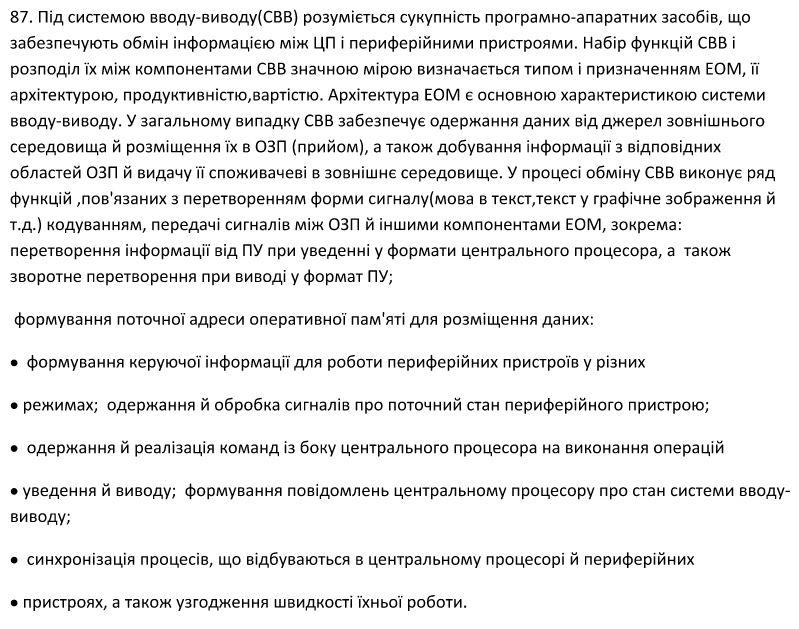 87. Під системою вводу-виводу(СВВ) розуміється сукупність програмно-апаратних засобів, що
забезпечують обмін інформацією між ЦП і периферійними пристроями. Набір функцій СВВ і
розподіл їх між компонентами СВВ значною мірою визначається типом і призначенням ЕОМ, її
архітектурою, продуктивністю,вартістю. Архітектура ЕОМ є основною характеристикою системи
вводу-виводу. У загальному випадку СВВ забезпечує одержання даних від джерел зовнішнього
середовища й розміщення їх в ОЗП (прийом), а також добування інформації з відповідних
областей ОЗП й видачу її споживачеві в зовнішнє середовище. У процесі обміну СВВ виконує ряд
функцій ,пов'язаних з перетворенням форми сигналу(мова в текст,текст у графічне зображення й
т.д.) кодуванням, передачі сигналів між ОЗП й іншими компонентами ЕОМ, зокрема:
перетворення інформації від ПУ при уведенні у формати центрального процесора, а  також
зворотне перетворення при виводі у формат ПУ;
формування поточної адреси оперативної пам'яті для розміщення даних:
•  формування керуючої інформації для роботи периферійних пристроїв у різних
• режимах;  одержання й обробка сигналів про поточний стан периферійного пристрою;
•  одержання й реалізація команд із боку центрального процесора на виконання операцій
• уведення й виводу;  формування повідомлень центральному процесору про стан системи вводу-
виводу;
•  синхронізація процесів, що відбуваються в центральному процесорі й периферійних
• пристроях, а також узгодження швидкості їхньої роботи.